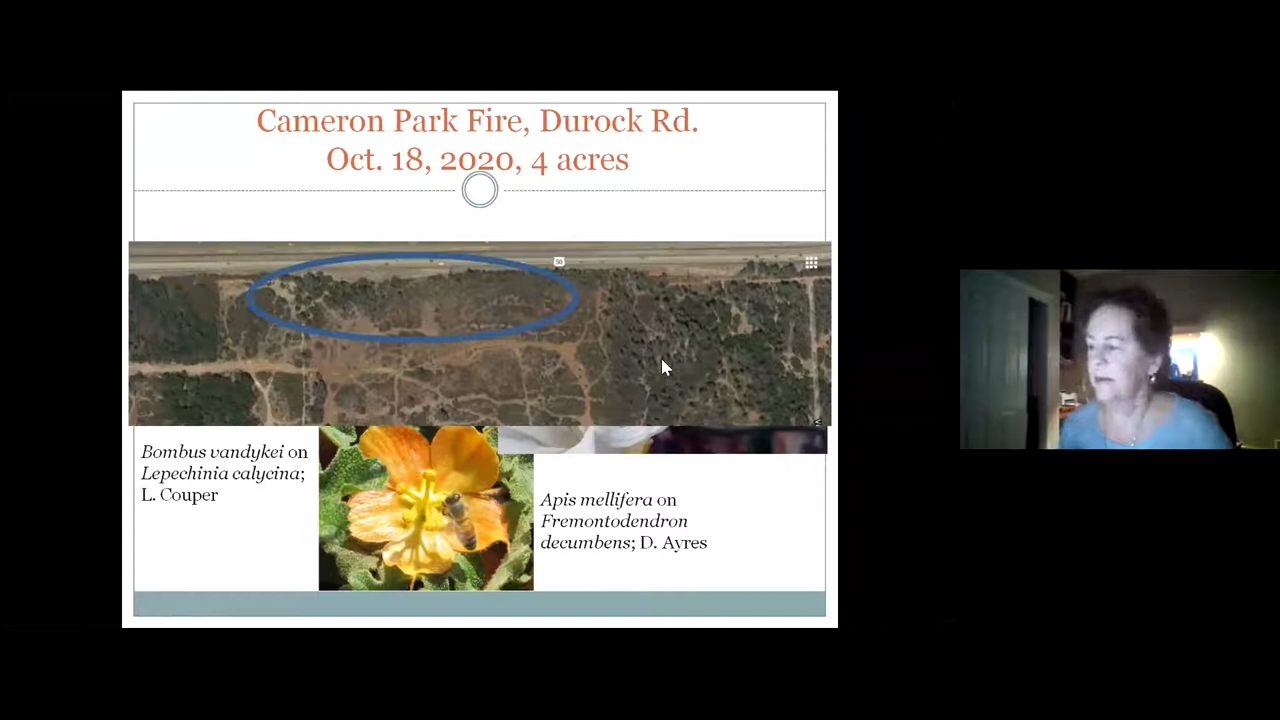 Cameron Park Fire, Durock Rd.
Oct. 18, 2020, 4 acres
50
Bombus vandykei on
Lepechinia calycina;
L. Couper
Apis mellifera on
Fremontodendron
decumbens; D. Ayres